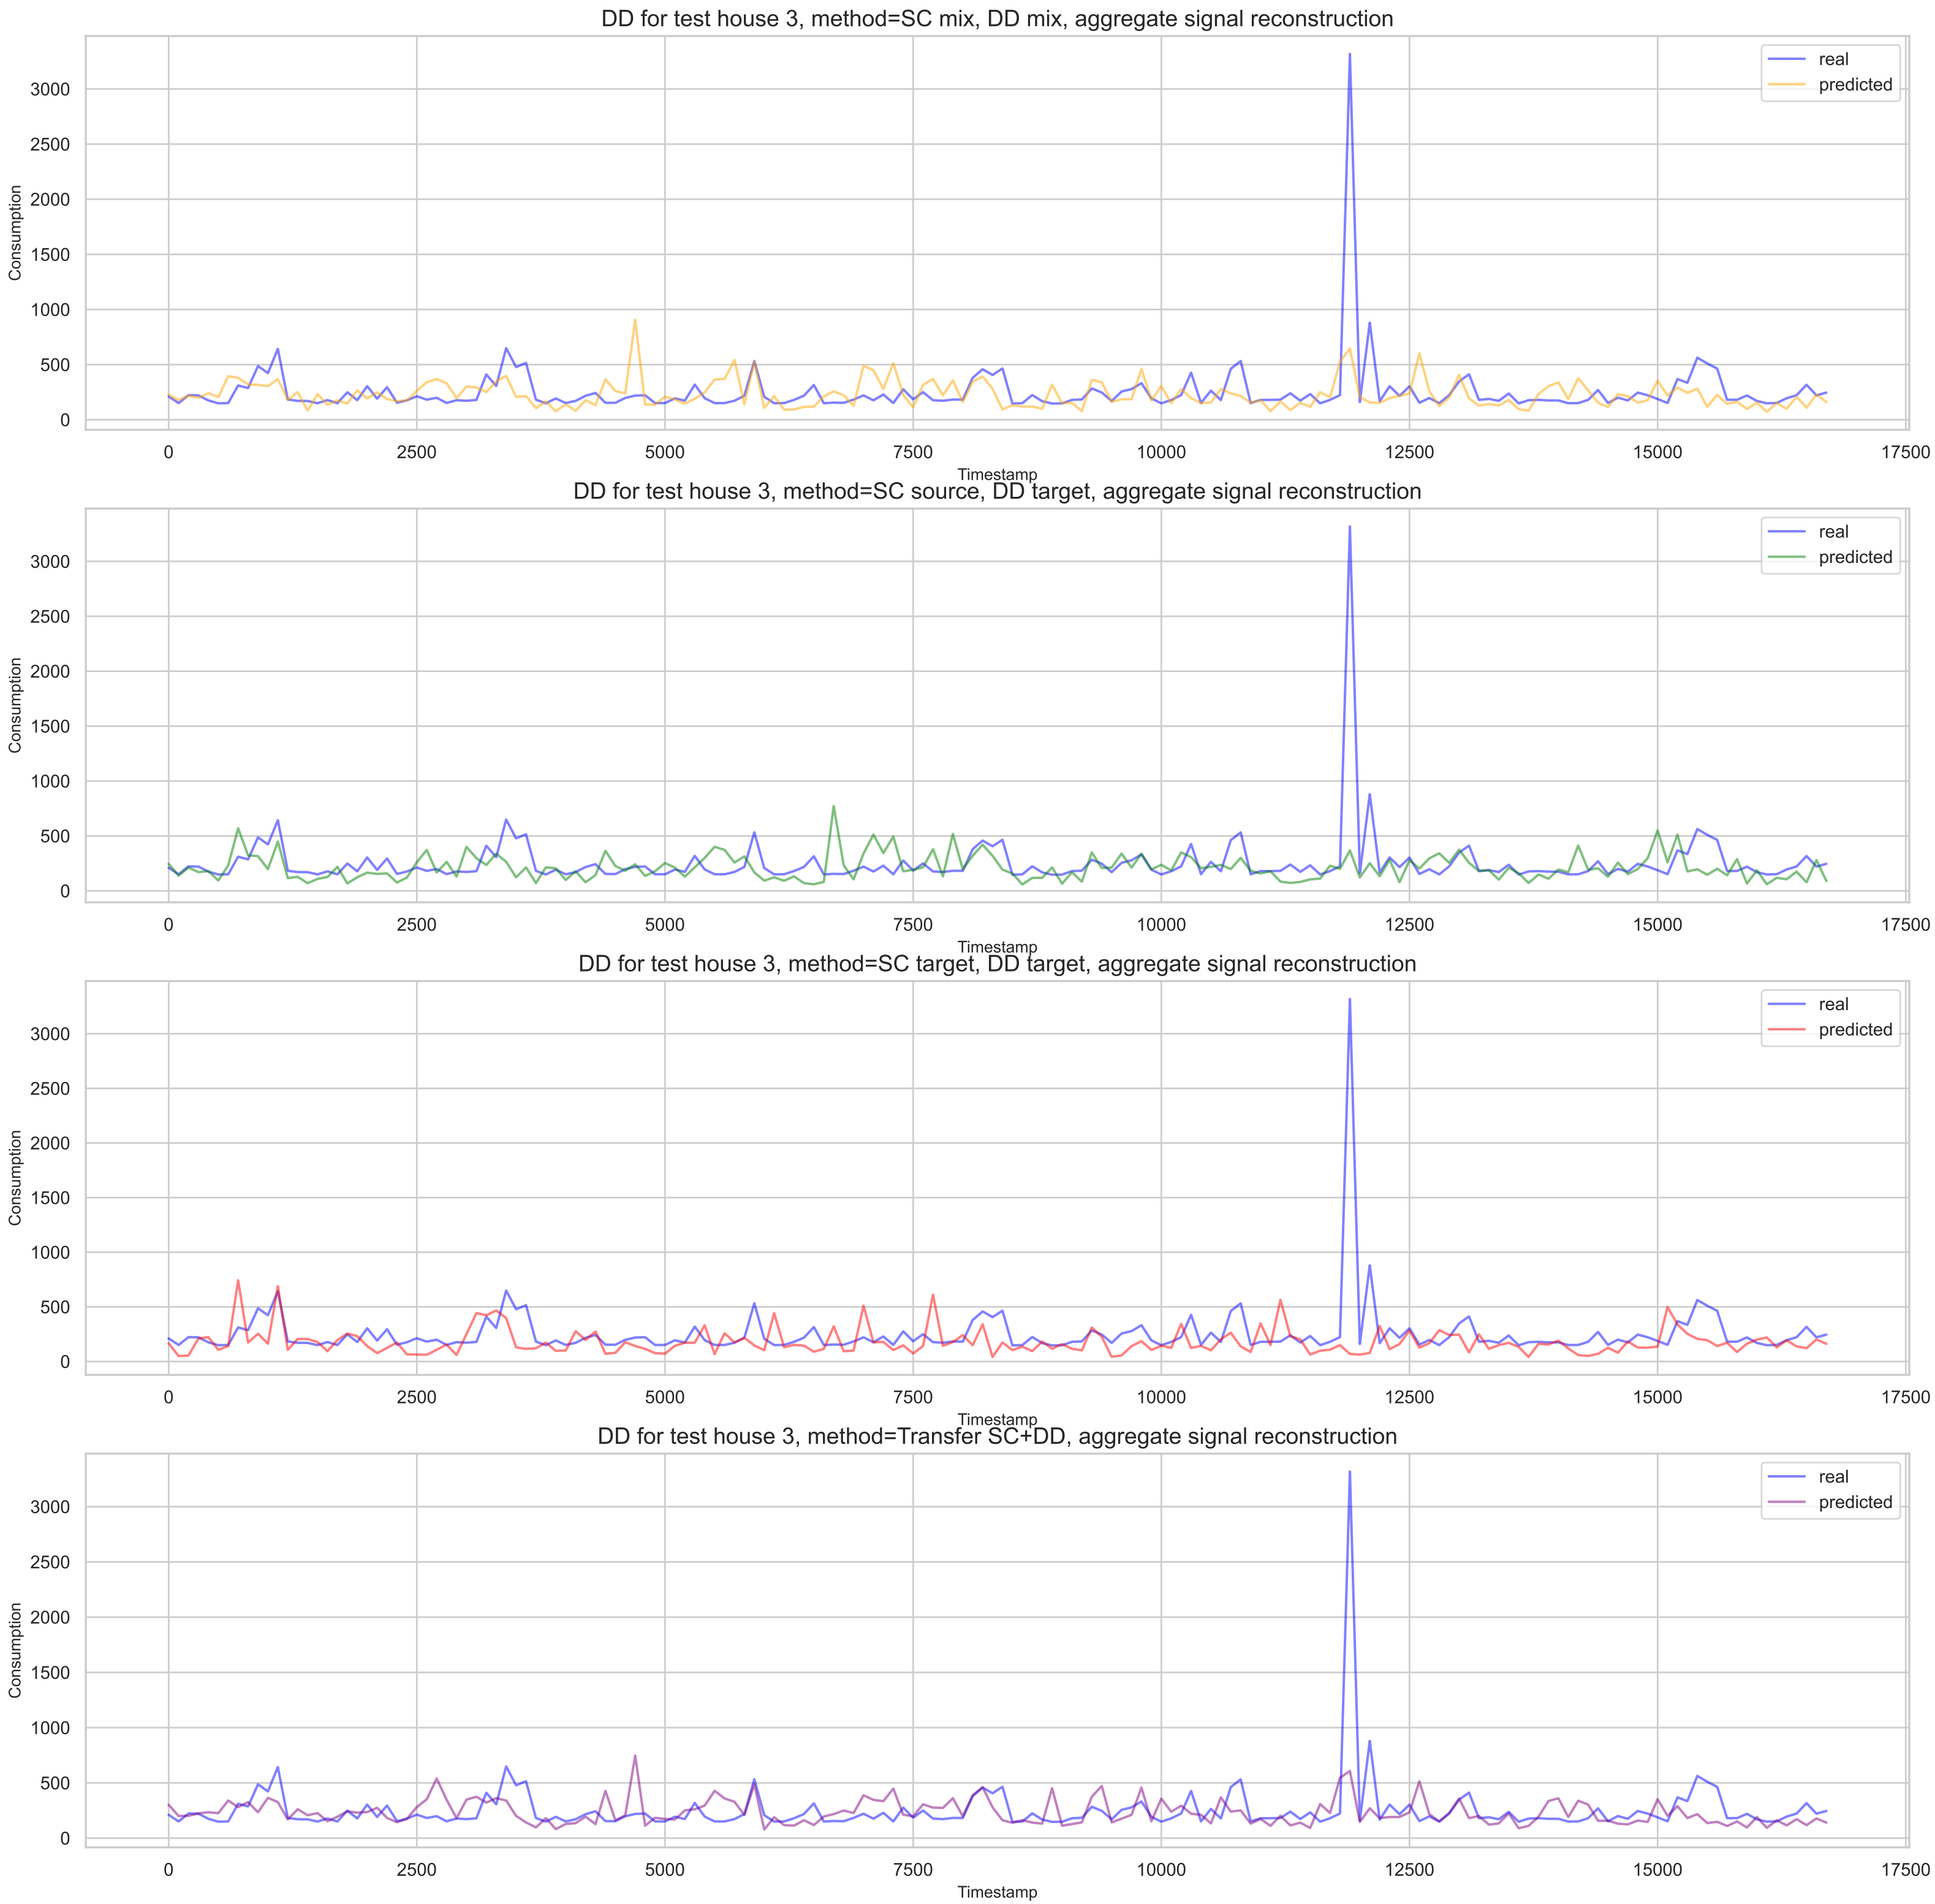 DD for test house 3, method=SC mix, DD mix, aggregate signal reconstruction
real
predicted
3000
2500
2000
1500
1000
500
0
Consumption
0 2500 5000 7500 10000 12500 15000 17500
Timestamp
DD for test house 3, method=SC source, DD target, aggregate signal reconstruction
real
predicted
3000
2500
2000
1500
1000
500
0
Consumption
0 2500 5000 7500 10000 12500 15000 17500
Timestamp
DD for test house 3, method=SC target, DD target, aggregate signal reconstruction
real
predicted
3000
2500
2000
1500
1000
500
0
Consumption
0 2500 5000 7500 10000 12500 15000 17500
Timestamp
DD for test house 3, method=Transfer SC+DD, aggregate signal reconstruction
real
predicted
3000
2500
2000
1500
1000
500
0
Consumption
0 2500 5000 7500 10000 12500 15000 17500
Timestamp